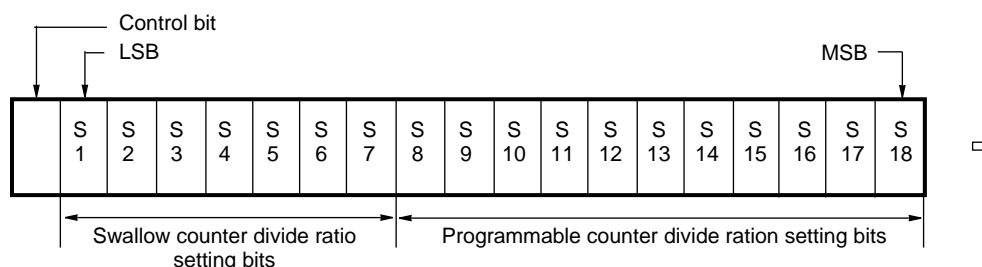 Control bit
LSB
MSB
S S S S S S S S S S S S S S S S S S
1 2 3 4 5 6 7 8 9 10 11 12 13 14 15 16 17 18
Swallow counter divide ratio
setting bits
Programmable counter divide ration setting bits